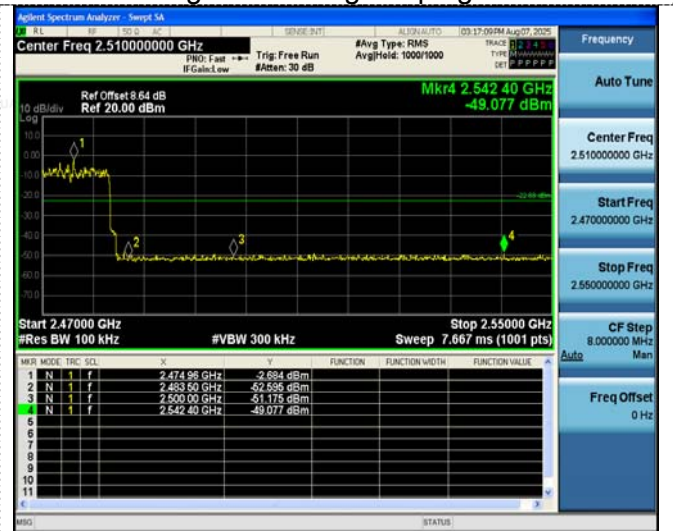 Agilent Spectrum Analyzer - Swept SA
RL RF 50 Ω AC SENSE:INT ALIGN AUTO 03:17:09 PM Aug 07, 2025
Center Freq 2.510000000 GHz
PNO: Fast
IFGain:Low
Trig: Free Run
#Atten: 30 dB
#Avg Type: RMS
Avg|Hold: 1000/1000
TRACE 1 2 3 4 5 6
TYPE
DET P P P P P P
Mkr4 2.542 40 GHz
-49.077 dBm
Ref Offset 8.64 dB
Ref 20.00 dBm
10 dB/div
Log
10.0
0.00
-10.0
-20.0
-30.0
-40.0
-50.0
-60.0
-70.0
1
2
3
4
Start 2.47000 GHz
Stop 2.55000 GHz
#Res BW 100 kHz
#VBW 300 kHz
Sweep 7.667 ms (1001 pts)
MKR MODE TRC SCL X Y FUNCTION FUNCTION WIDTH FUNCTION VALUE
1 N 1 f 2.474 96 GHz -2.684 dBm
2 N 1 f 2.483 50 GHz -52.595 dBm
3 N 1 f 2.500 00 GHz -51.175 dBm
4 N 1 f 2.542 40 GHz -49.077 dBm
5
6
7
8
9
10
11
MSG
STATUS
Frequency
Auto Tune
Center Freq
2.510000000 GHz
Start Freq
2.470000000 GHz
Stop Freq
2.550000000 GHz
CF Step
8.000000 MHz
Auto Man
Freq Offset
0 Hz